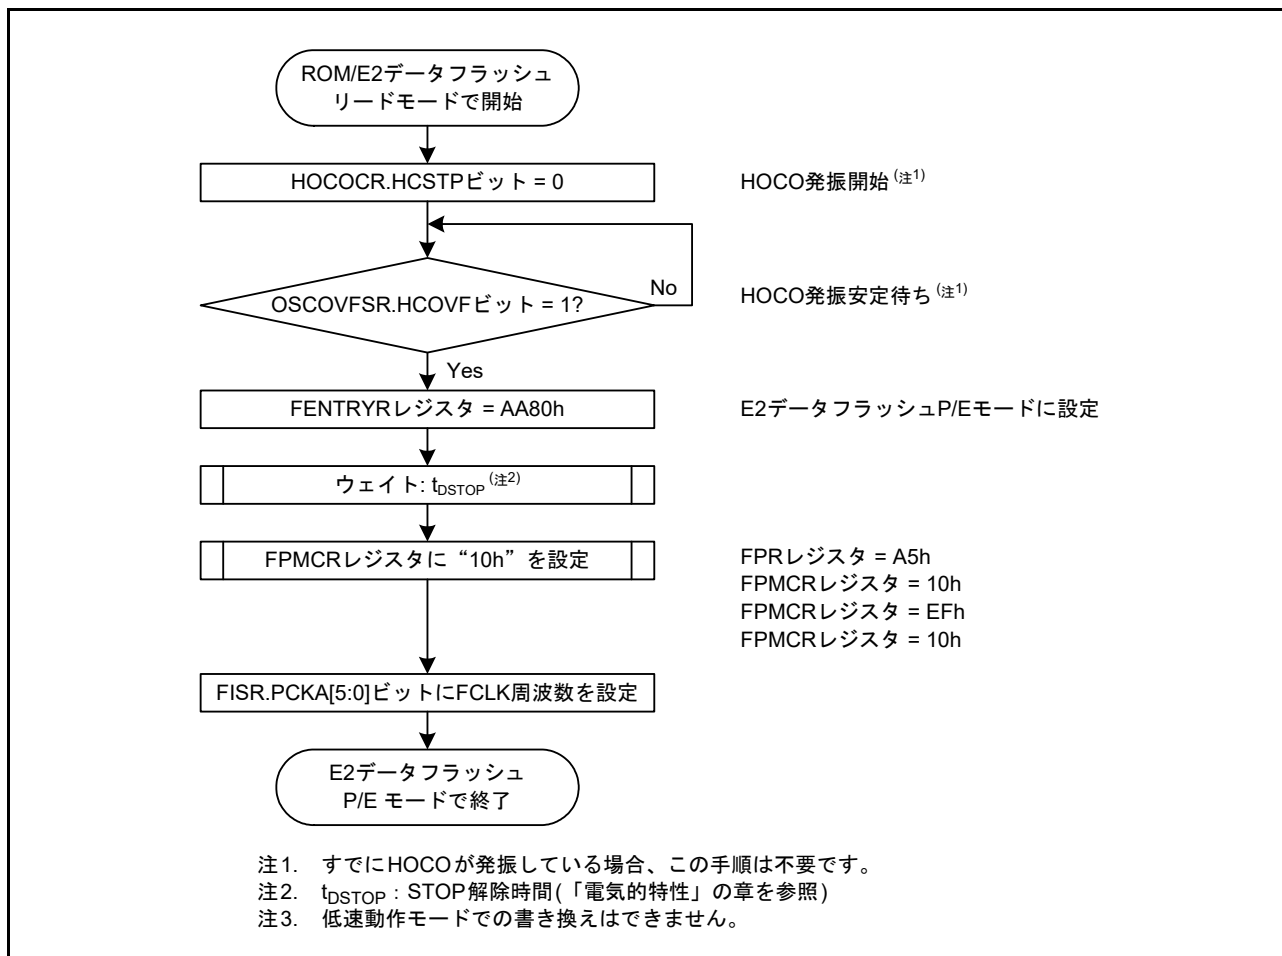 ROM/E2データフラッシュ
リードモードで開始
HOCOCR.HCSTPビット = 0
HOCO発振開始(注1)
OSCOVFSR.HCOVFビット = 1?
No
HOCO発振安定待ち(注1)
Yes
FENTRYRレジスタ = AA80h
E2データフラッシュP/Eモードに設定
ウェイト: tDSTOP(注2)
FPMCRレジスタに“10h”を設定
FPRレジスタ = A5h
FPMCRレジスタ = 10h
FPMCRレジスタ = EFh
FPMCRレジスタ = 10h
FISR.PCKA[5:0]ビットにFCLK周波数を設定
E2データフラッシュ
P/E モードで終了
注1. すでにHOCOが発振している場合、この手順は不要です。
注2. tDSTOP : STOP解除時間(「電気的特性」の章を参照)
注3. 低速動作モードでの書き換えはできません。